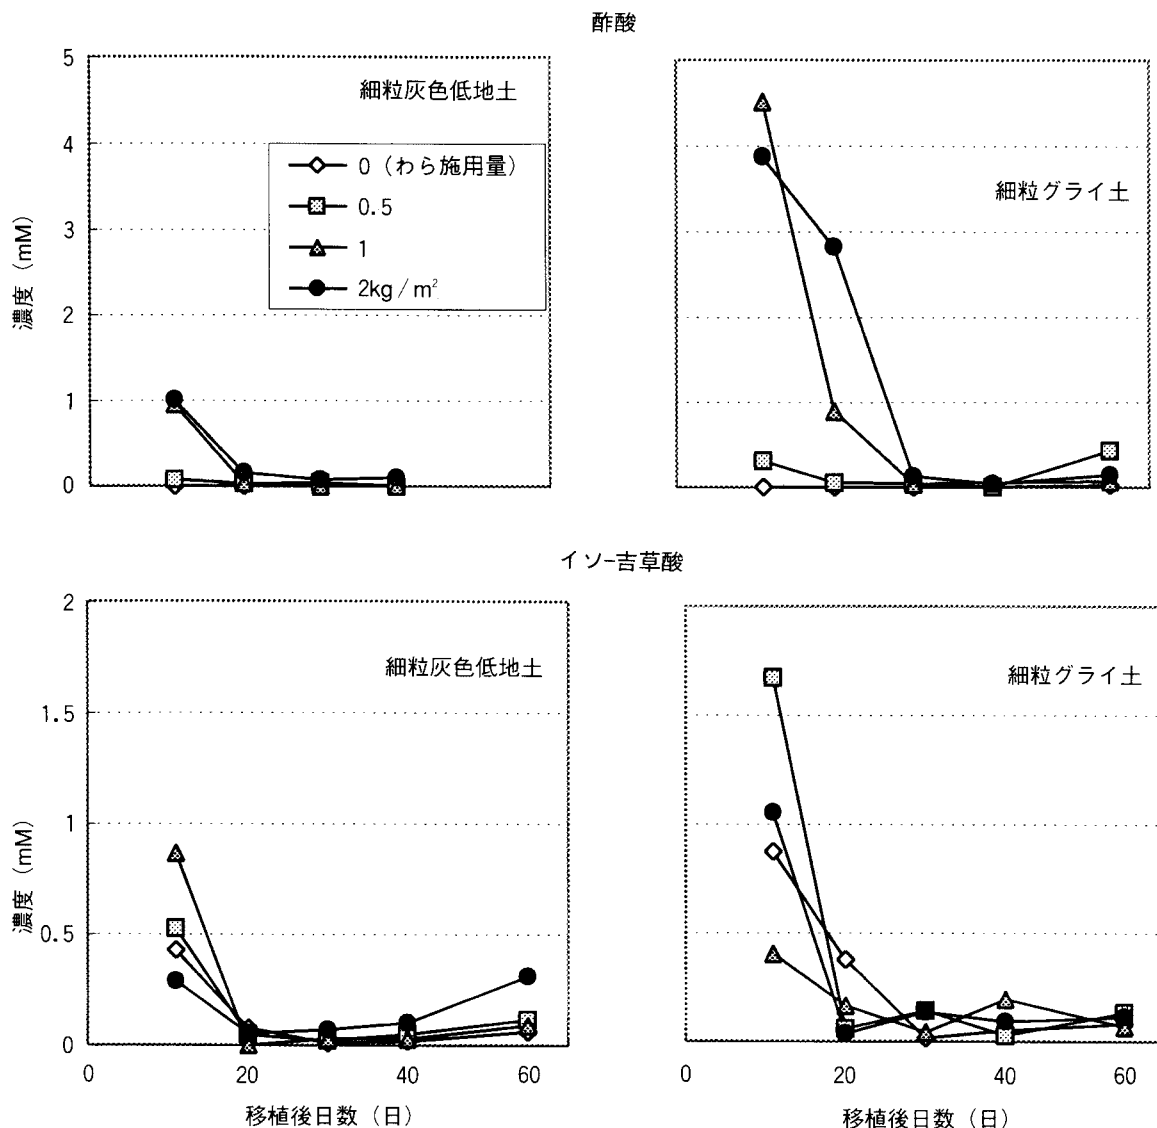 酢酸
細粒灰色低地土
細粒グライ土
濃度（mM）
5
4
3
2
1
0
0（わら施用量）
0.5
1
2kg/m²
イソ-吉草酸
細粒灰色低地土
細粒グライ土
濃度（mM）
2
1.5
1
0.5
0
0 20 40 60
0 20 40 60
移植後日数（日）
移植後日数（日）